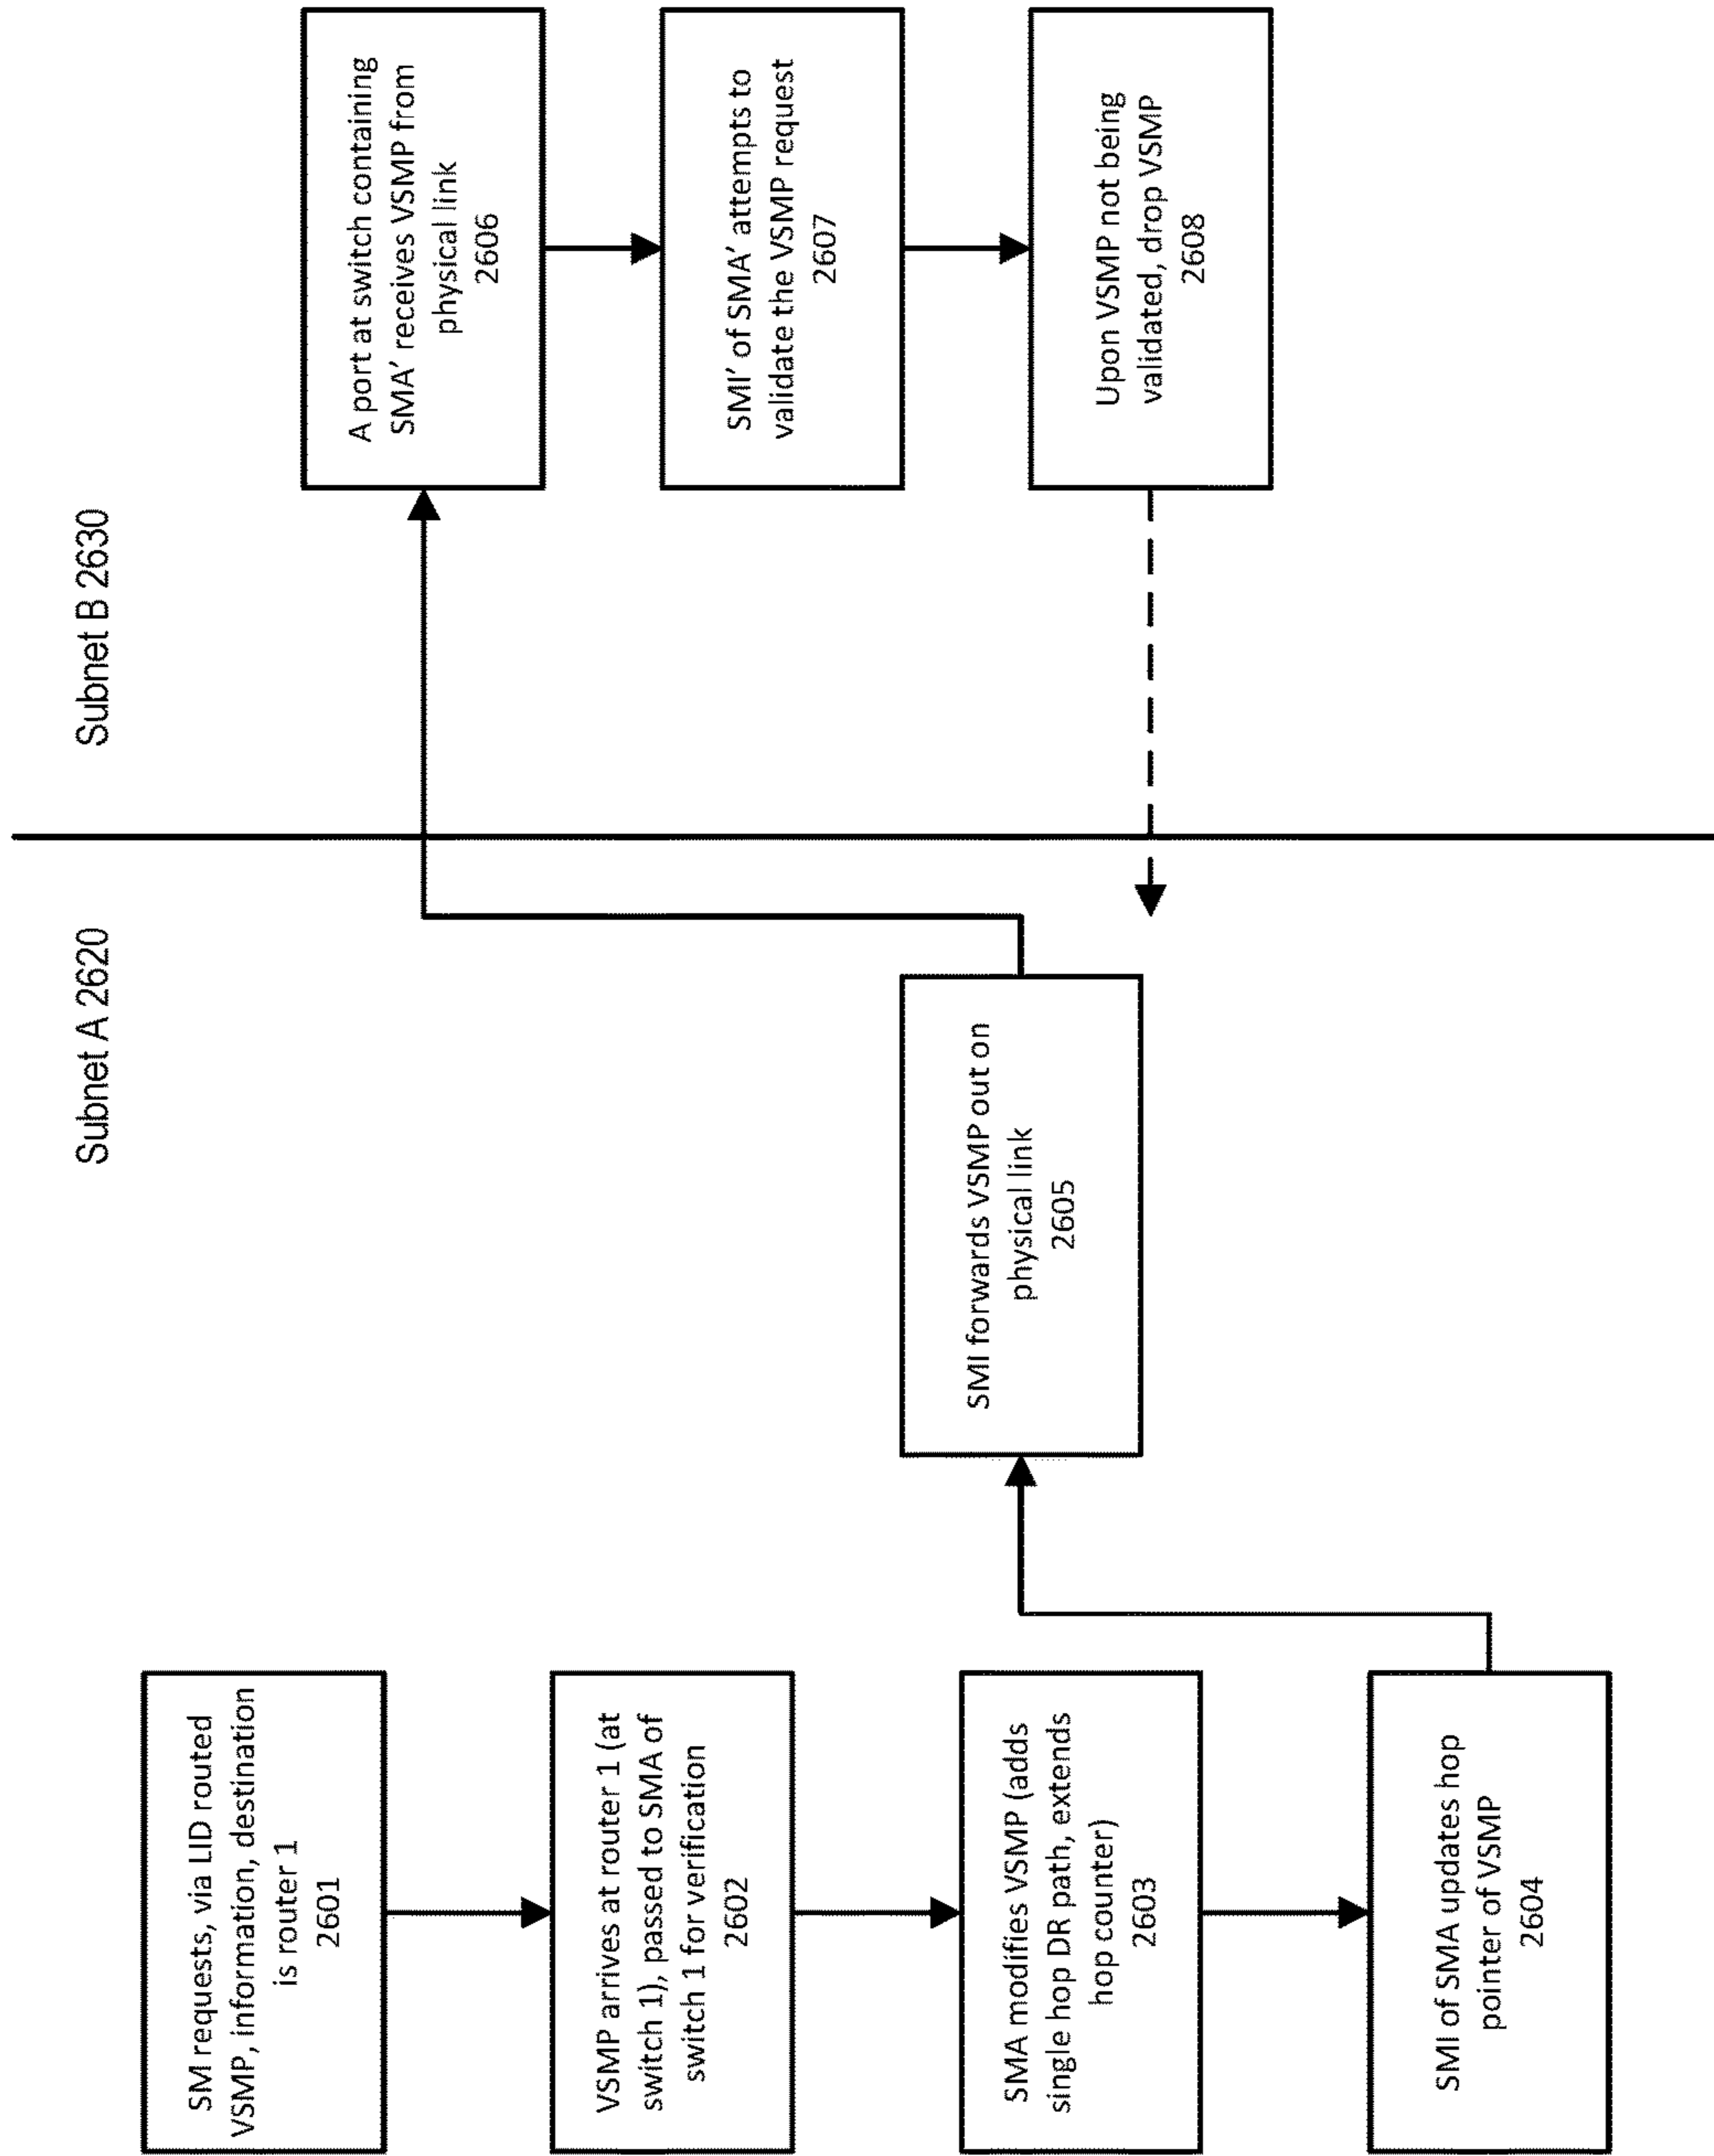 Subnet A 2620
Subnet B 2630
SM requests, via LID routed
VSMP, information, destination
is router 1
2601
VSMP arrives at router 1 (at
switch 1), passed to SMA of
switch 1 for verification
2602
SMA modifies VSMP (adds
single hop DR path, extends
hop counter)
2603
SMI of SMA updates hop
pointer of VSMP
2604
SMI forwards VSMP out on
physical link
2605
A port at switch containing
SMA’ receives VSMP from
physical link
2606
SMI’ of SMA’ attempts to
validate the VSMP request
2607
Upon VSMP not being
validated, drop VSMP
2608